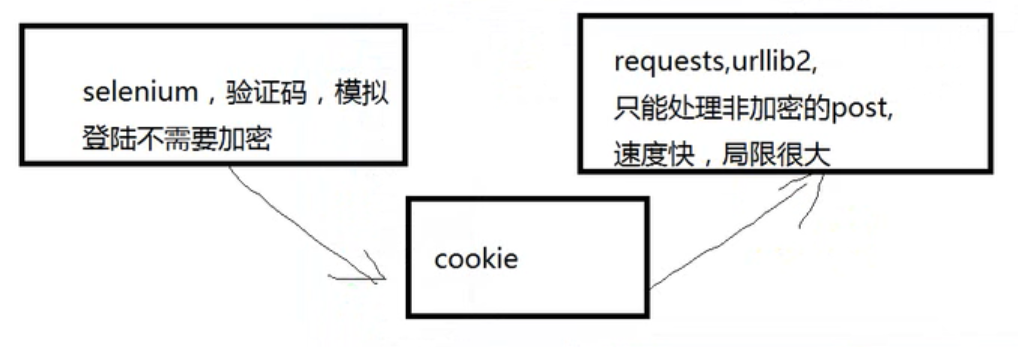 selenium，验证码，模拟
登陆不需要加密
requests,urllib2,
只能处理非加密的post,
速度快，局限很大
cookie